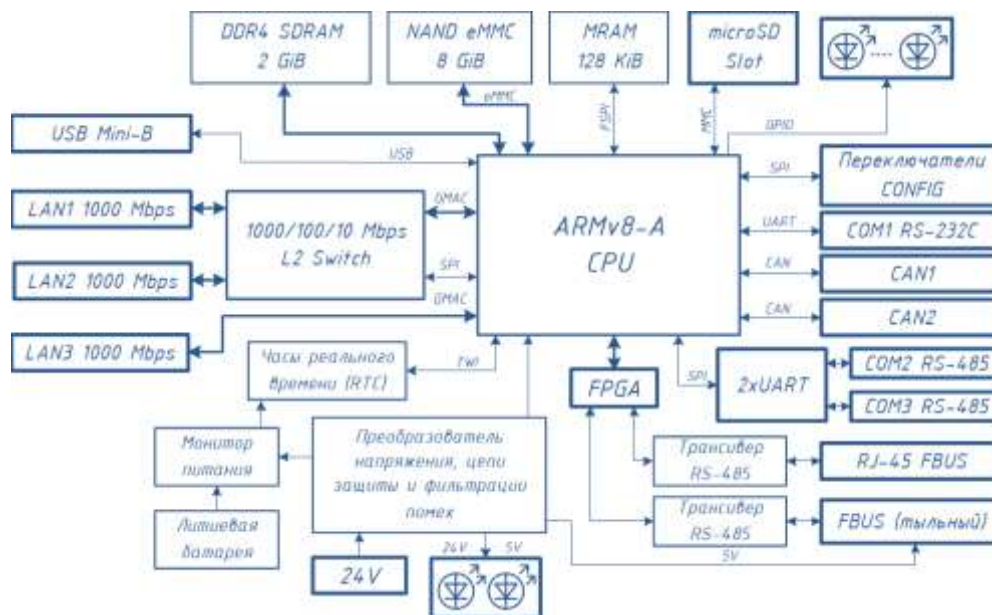 DDR4 SDRAM
2 GiB
NAND eMMC
8 GiB
MRAM
128 KiB
microSD
Slot
eMMC
FSPI
MMC
GPIO
USB Mini-B
USB
LAN1 1000 Mbps
LAN2 1000 Mbps
LAN3 1000 Mbps
1000/100/10 Mbps
L2 Switch
GMAC
SPI
GMAC
ARMv8-A
CPU
SPI
Переключатели
CONFIG
UART
COM1 RS-232C
CAN
CAN1
CAN
CAN2
Часы реального
времени (RTC)
TWI
FPGA
SPI
2xUART
COM2 RS-485
COM3 RS-485
Монитор
питания
Преобразователь
напряжения, цепи
защиты и фильтрации
помех
Трансивер
RS-485
RJ-45 FBUS
Литиевая
батарея
Трансивер
RS-485
FBUS (тыльный)
24V
24V
5V
5V